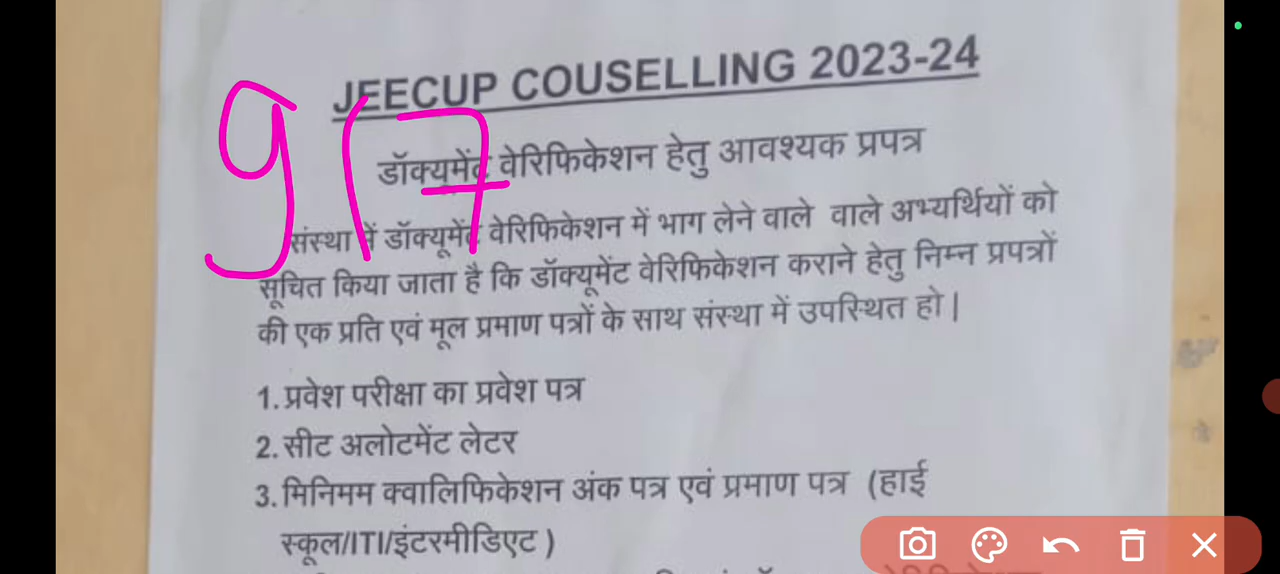 JEECUP COUSELLING 2023-24
डॉक्यूमेंट वेरिफिकेशन हेतु आवश्यक प्रपत्र
संस्था में डॉक्यूमेंट वेरिफिकेशन में भाग लेने वाले वाले अभ्यर्थियों को
सूचित किया जाता है कि डॉक्यूमेंट वेरिफिकेशन कराने हेतु निम्न प्रपत्रों
की एक प्रति एवं मूल प्रमाण पत्रों के साथ संस्था में उपस्थित हो |
1. प्रवेश परीक्षा का प्रवेश पत्र
2. सीट अलोटमेंट लेटर
3. मिनिमम क्वालिफिकेशन अंक पत्र एवं प्रमाण पत्र (हाई
स्कूल/ITI/इंटरमीडिएट )
9/7